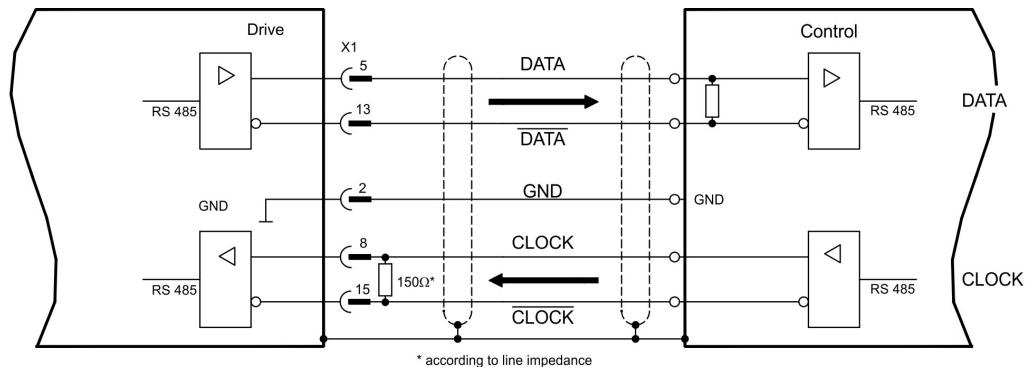 Drive
Control
X1
5
DATA
RS 485
13
RS 485
DATA
DATA
2
GND
GND
GND
8
CLOCK
RS 485
150Ω*
15
RS 485
CLOCK
CLOCK
* according to line impedance